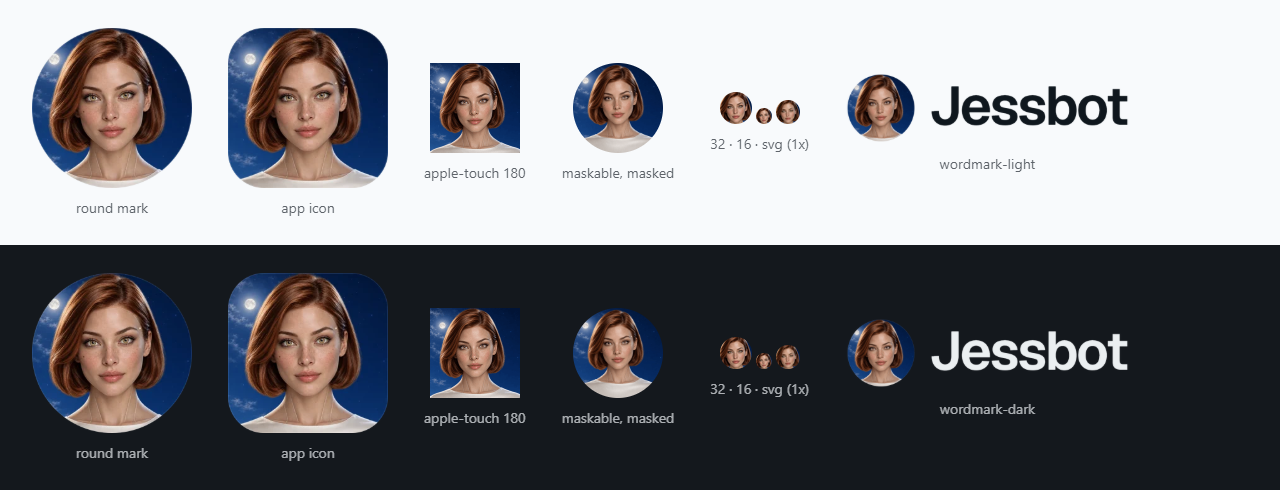 Jessbot
32 · 16 · svg (1x)
wordmark-light
apple-touch 180
maskable, masked
round mark
app icon
Jessbot
32 · 16 · svg (1x)
wordmark-dark
apple-touch 180
maskable, masked
round mark
app icon